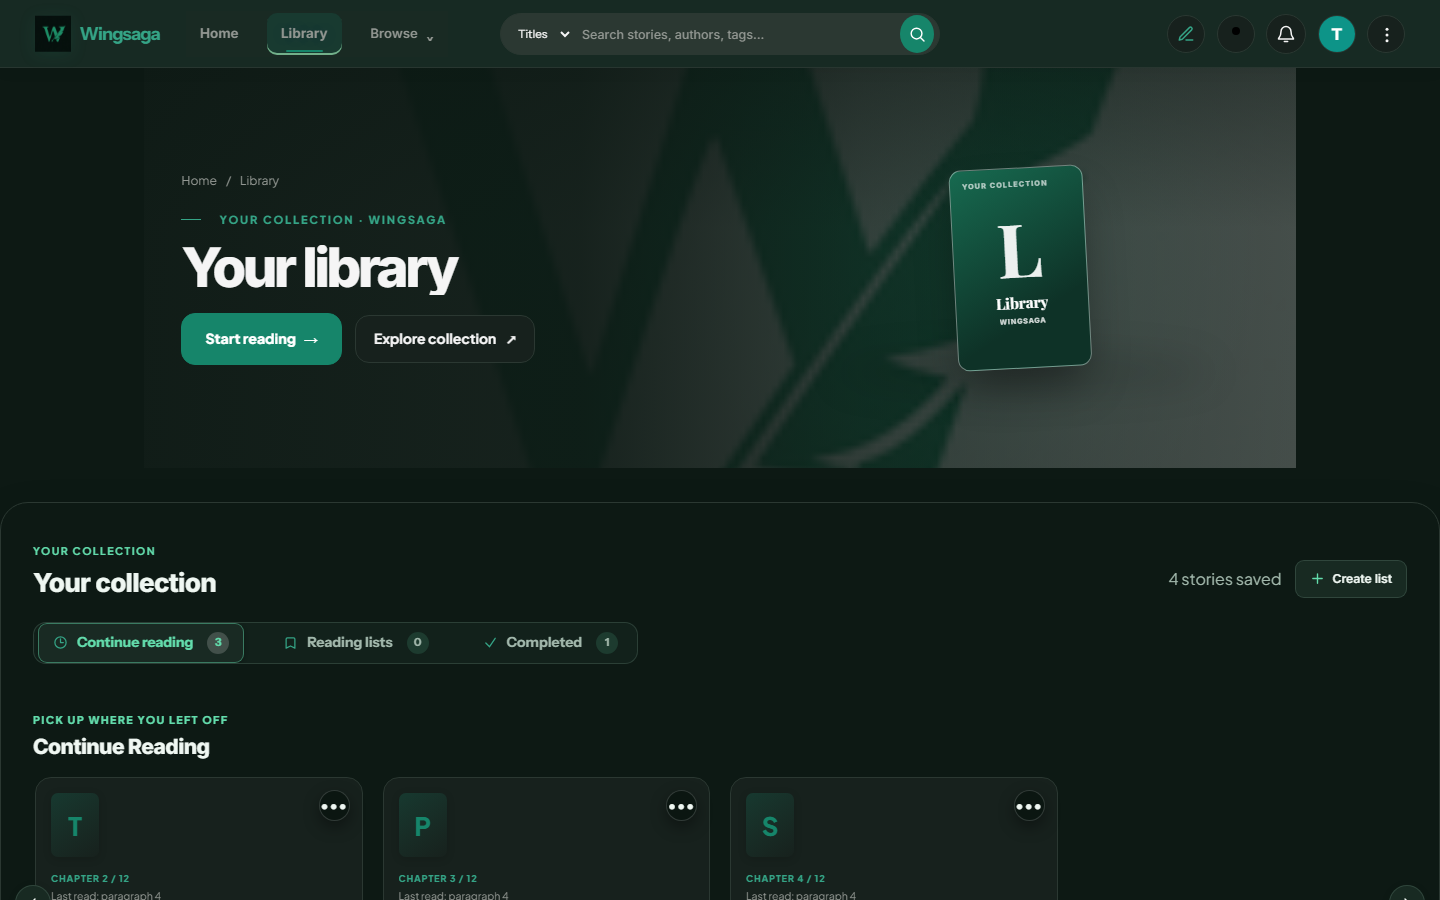 W Wingsaga Home Library Browse Titles Search stories, authors, tags... T
Home / Library
YOUR COLLECTION · WINGSAGA
Your library
Start reading → Explore collection ↗
YOUR COLLECTION
L
Library
WINGSAGA
YOUR COLLECTION
Your collection
4 stories saved + Create list
Continue reading 3 Reading lists 0 Completed 1
PICK UP WHERE YOU LEFT OFF
Continue Reading
T P S
CHAPTER 2 / 12 CHAPTER 3 / 12 CHAPTER 4 / 12
Last read: paragraph 4 Last read: paragraph 4 Last read: paragraph 4